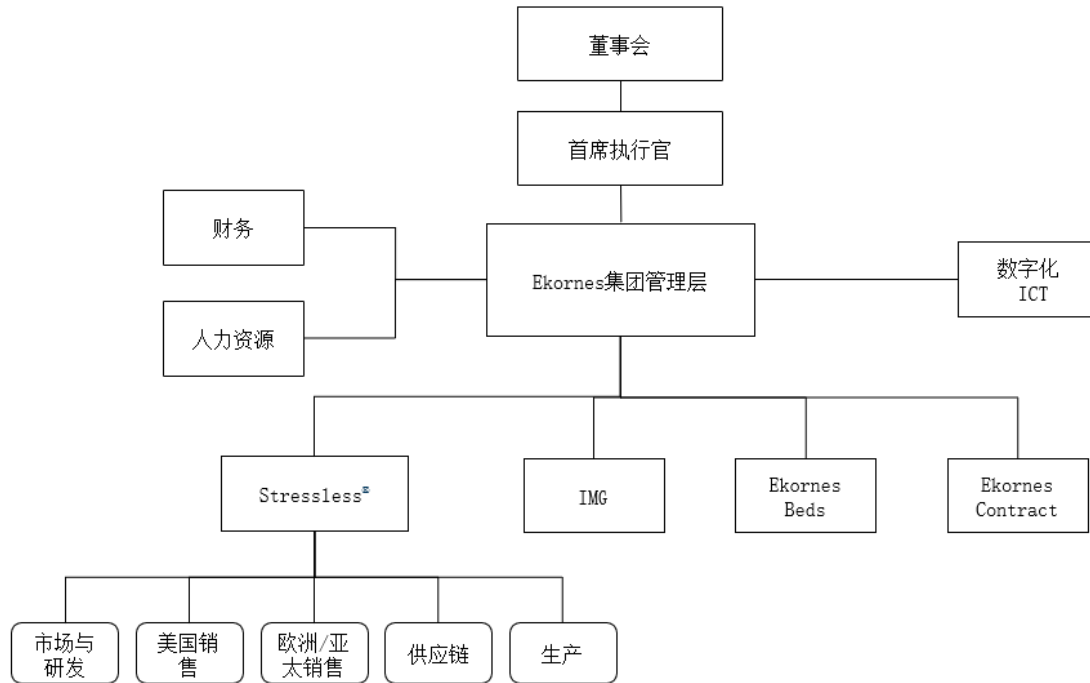 董事会
首席执行官
财务
Ekornes集团管理层
数字化
ICT
人力资源
Stressless
IMG
Ekornes
Beds
Ekornes
Contract
市场与
研发
美国销
售
欧洲/亚
太销售
供应链
生产